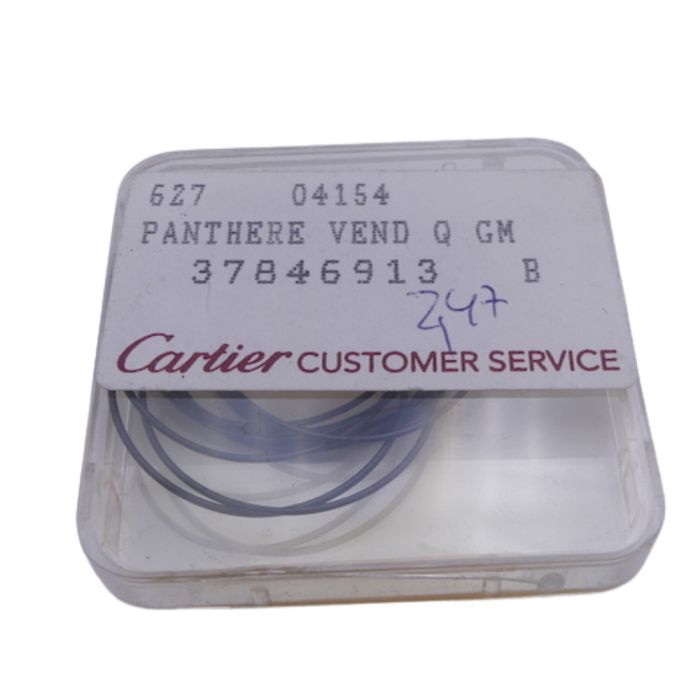 627 04154
PANTHERE VEND Q GM
37846913 B
247
Cartier CUSTOMER SERVICE